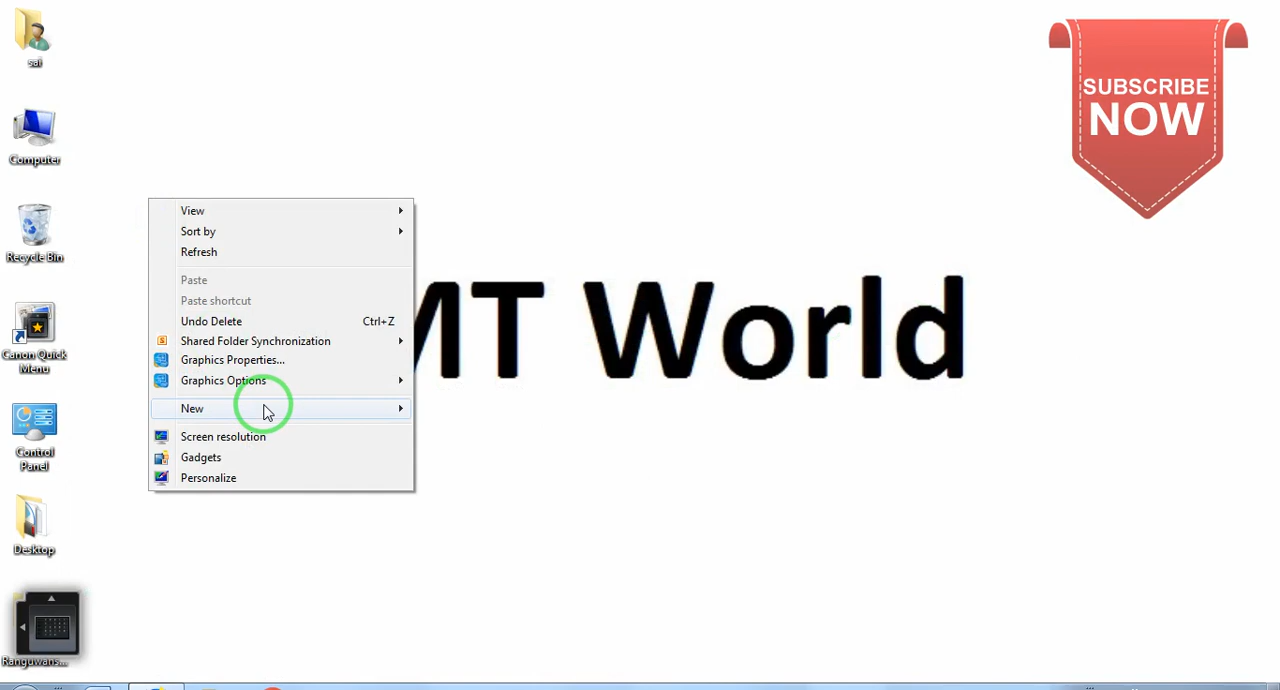 sai
Computer
Recycle Bin
Canon Quick
Menu
Control
Panel
Desktop
Ranguwans...
View
Sort by
Refresh
Paste
Paste shortcut
Undo Delete Ctrl+Z
Shared Folder Synchronization
Graphics Properties...
Graphics Options
New
Screen resolution
Gadgets
Personalize
MT World
SUBSCRIBE
NOW